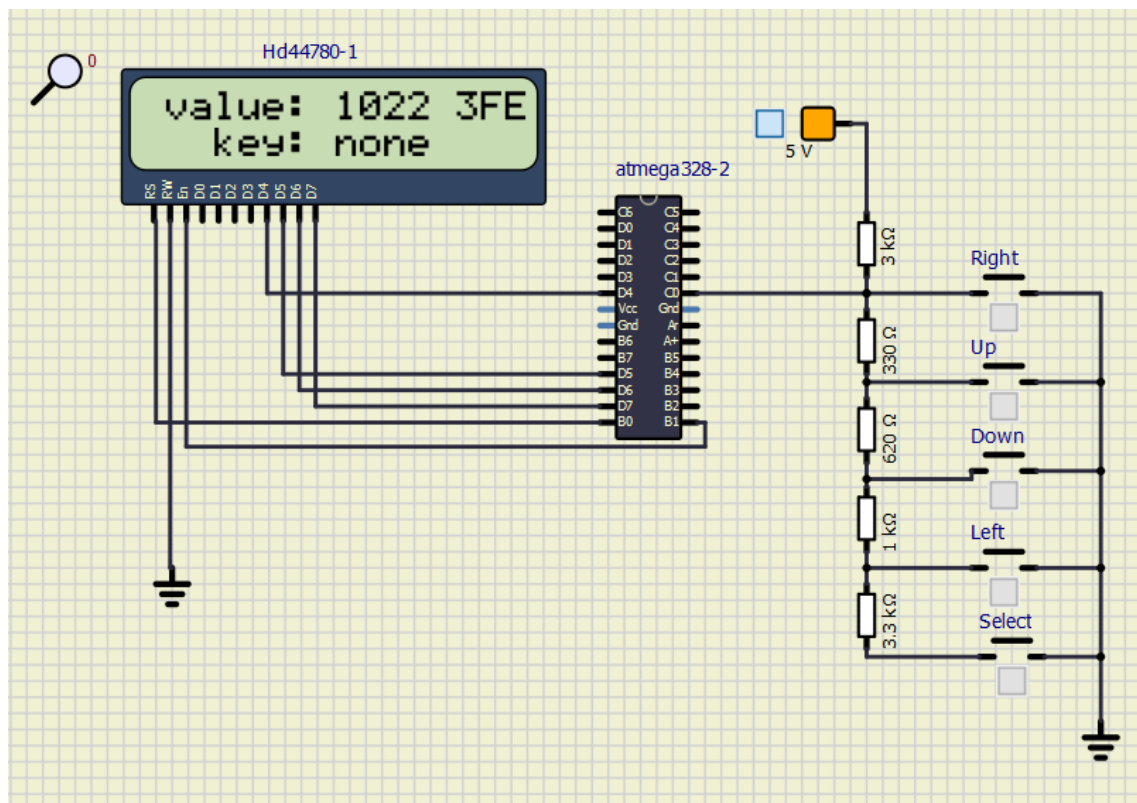 0
Hd44780-1
value: 1022 3FE
key: none
RS RW En D0 D1 D2 D3 D4 D5 D6 D7
5 V
atmega328-2
C6 C5
D0 C4
D1 C3
D2 C2
D3 C1
D4 C0
Vcc Gnd
Gnd Ar
B6 A+
B7 B5
D5 B4
D6 B3
D7 B2
B0 B1
3 kΩ
Right
330 Ω
Up
620 Ω
Down
1 kΩ
Left
3.3 kΩ
Select